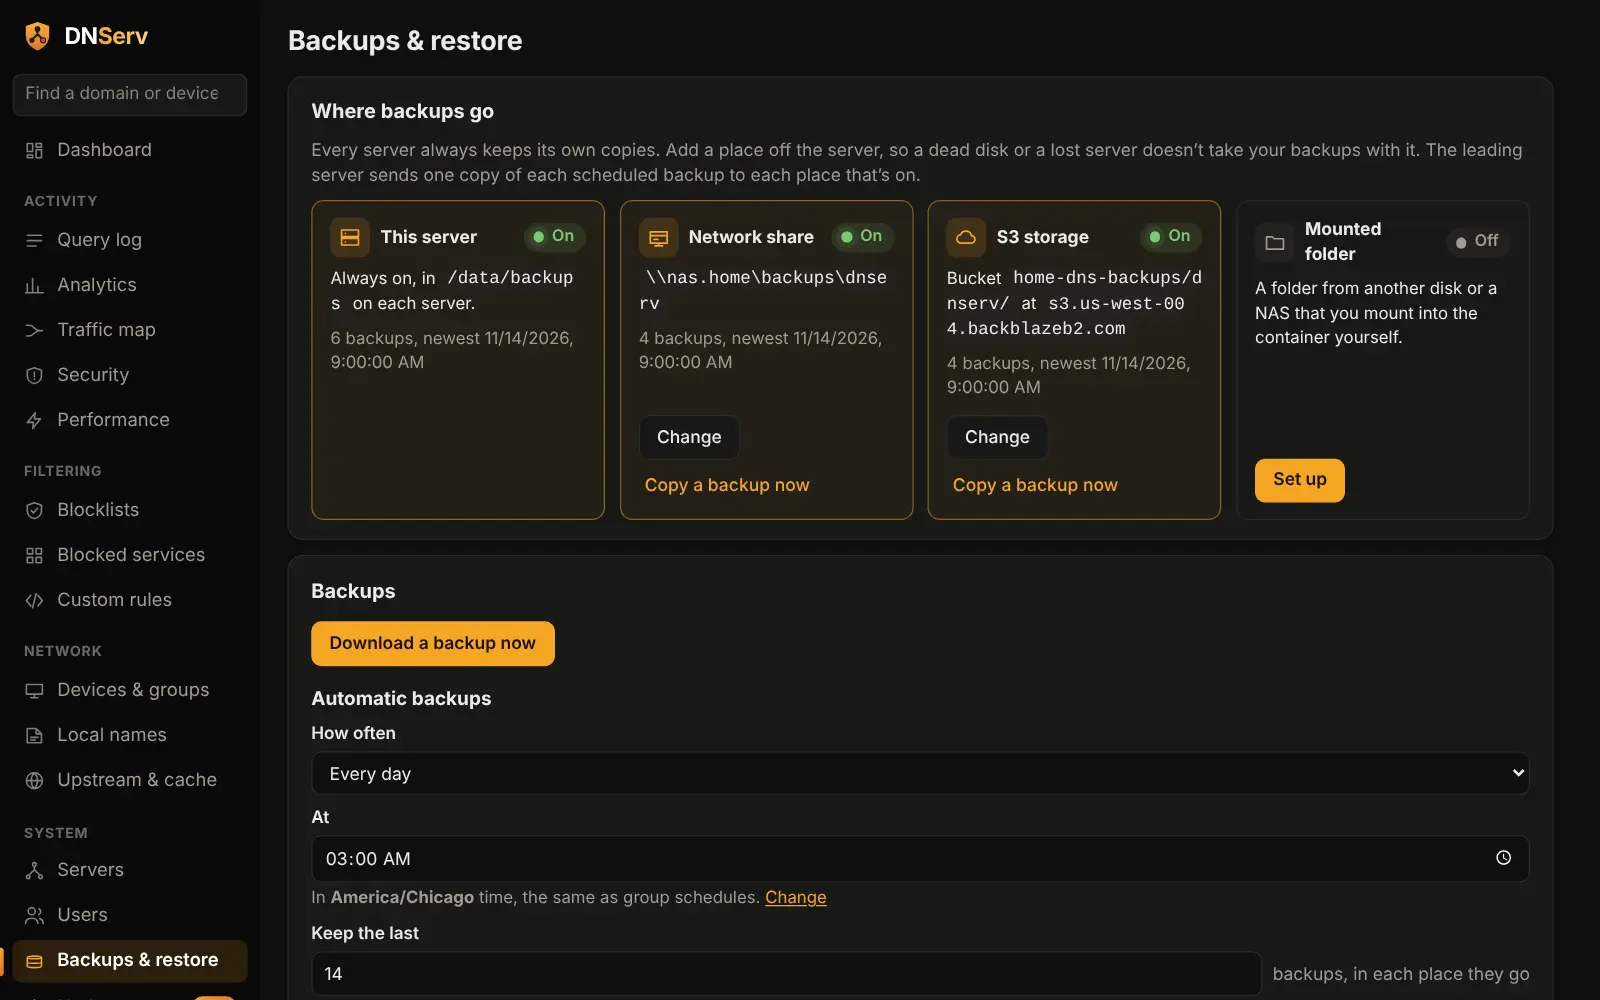 DNServ
Find a domain or device
Dashboard
ACTIVITY
Query log
Analytics
Traffic map
Security
Performance
FILTERING
Blocklists
Blocked services
Custom rules
NETWORK
Devices & groups
Local names
Upstream & cache
SYSTEM
Servers
Users
Backups & restore
Backups & restore
Where backups go
Every server always keeps its own copies. Add a place off the server, so a dead disk or a lost server doesn’t take your backups with it. The leading
server sends one copy of each scheduled backup to each place that’s on.
This server
On
Always on, in /data/backup
s on each server.
6 backups, newest 11/14/2026,
9:00:00 AM
Network share
On
\\nas.home\backups\dnse
rv
4 backups, newest 11/14/2026,
9:00:00 AM
Change
Copy a backup now
S3 storage
On
Bucket home-dns-backups/d
nserv/ at s3.us-west-00
4.backblazeb2.com
4 backups, newest 11/14/2026,
9:00:00 AM
Change
Copy a backup now
Mounted
folder
Off
A folder from another disk or a
NAS that you mount into the
container yourself.
Set up
Backups
Download a backup now
Automatic backups
How often
Every day
At
03:00 AM
In America/Chicago time, the same as group schedules. Change
Keep the last
14
backups, in each place they go